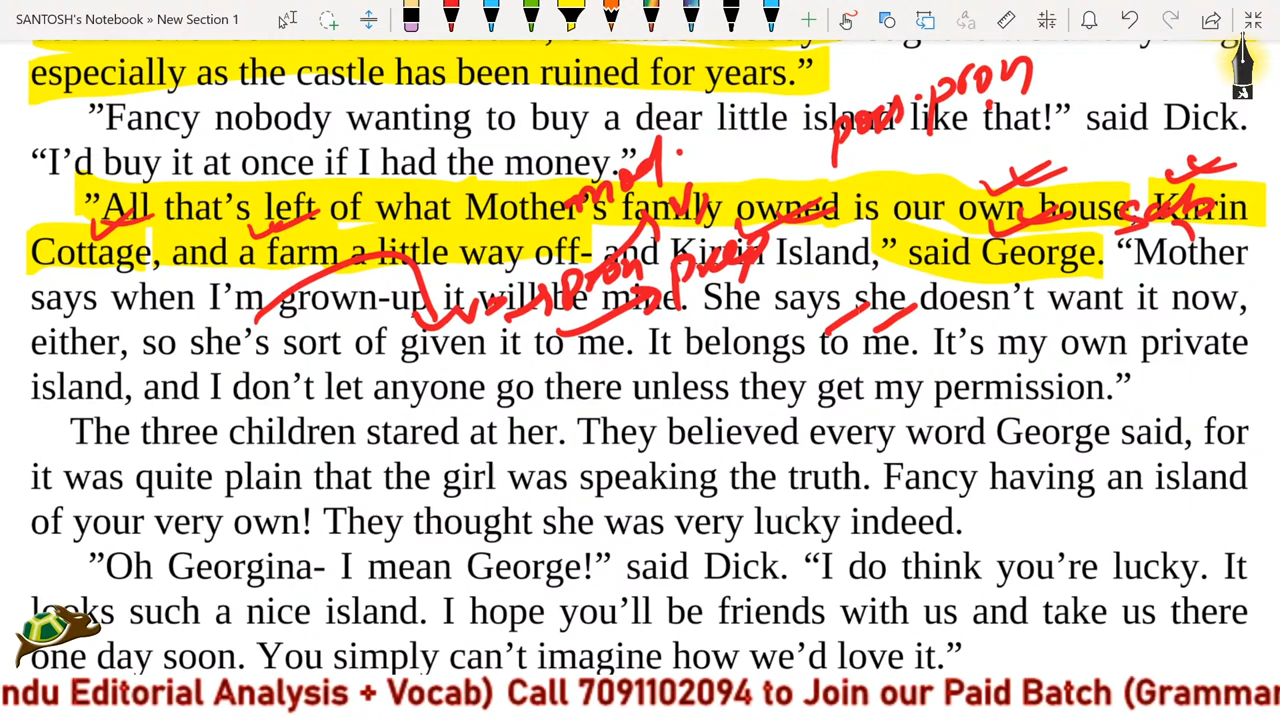 SANTOSH's Notebook » New Section 1
especially as the castle has been ruined for years.”
”Fancy nobody wanting to buy a dear little island like that!” said Dick.
“I’d buy it at once if I had the money.”
poss. pron
mod.
”All that’s left of what Mother’s family owned is our own house, Kirrin
Cottage, and a farm a little way off- and Kirrin Island,” said George. “Mother
sub
pron prep
says when I’m grown-up it will be mine. She says she doesn’t want it now,
either, so she’s sort of given it to me. It belongs to me. It’s my own private
island, and I don’t let anyone go there unless they get my permission.”
The three children stared at her. They believed every word George said, for
it was quite plain that the girl was speaking the truth. Fancy having an island
of your very own! They thought she was very lucky indeed.
”Oh Georgina- I mean George!” said Dick. “I do think you’re lucky. It
looks such a nice island. I hope you’ll be friends with us and take us there
one day soon. You simply can’t imagine how we’d love it.”
ndu Editorial Analysis + Vocab) Call 7091102094 to Join our Paid Batch (Grammar